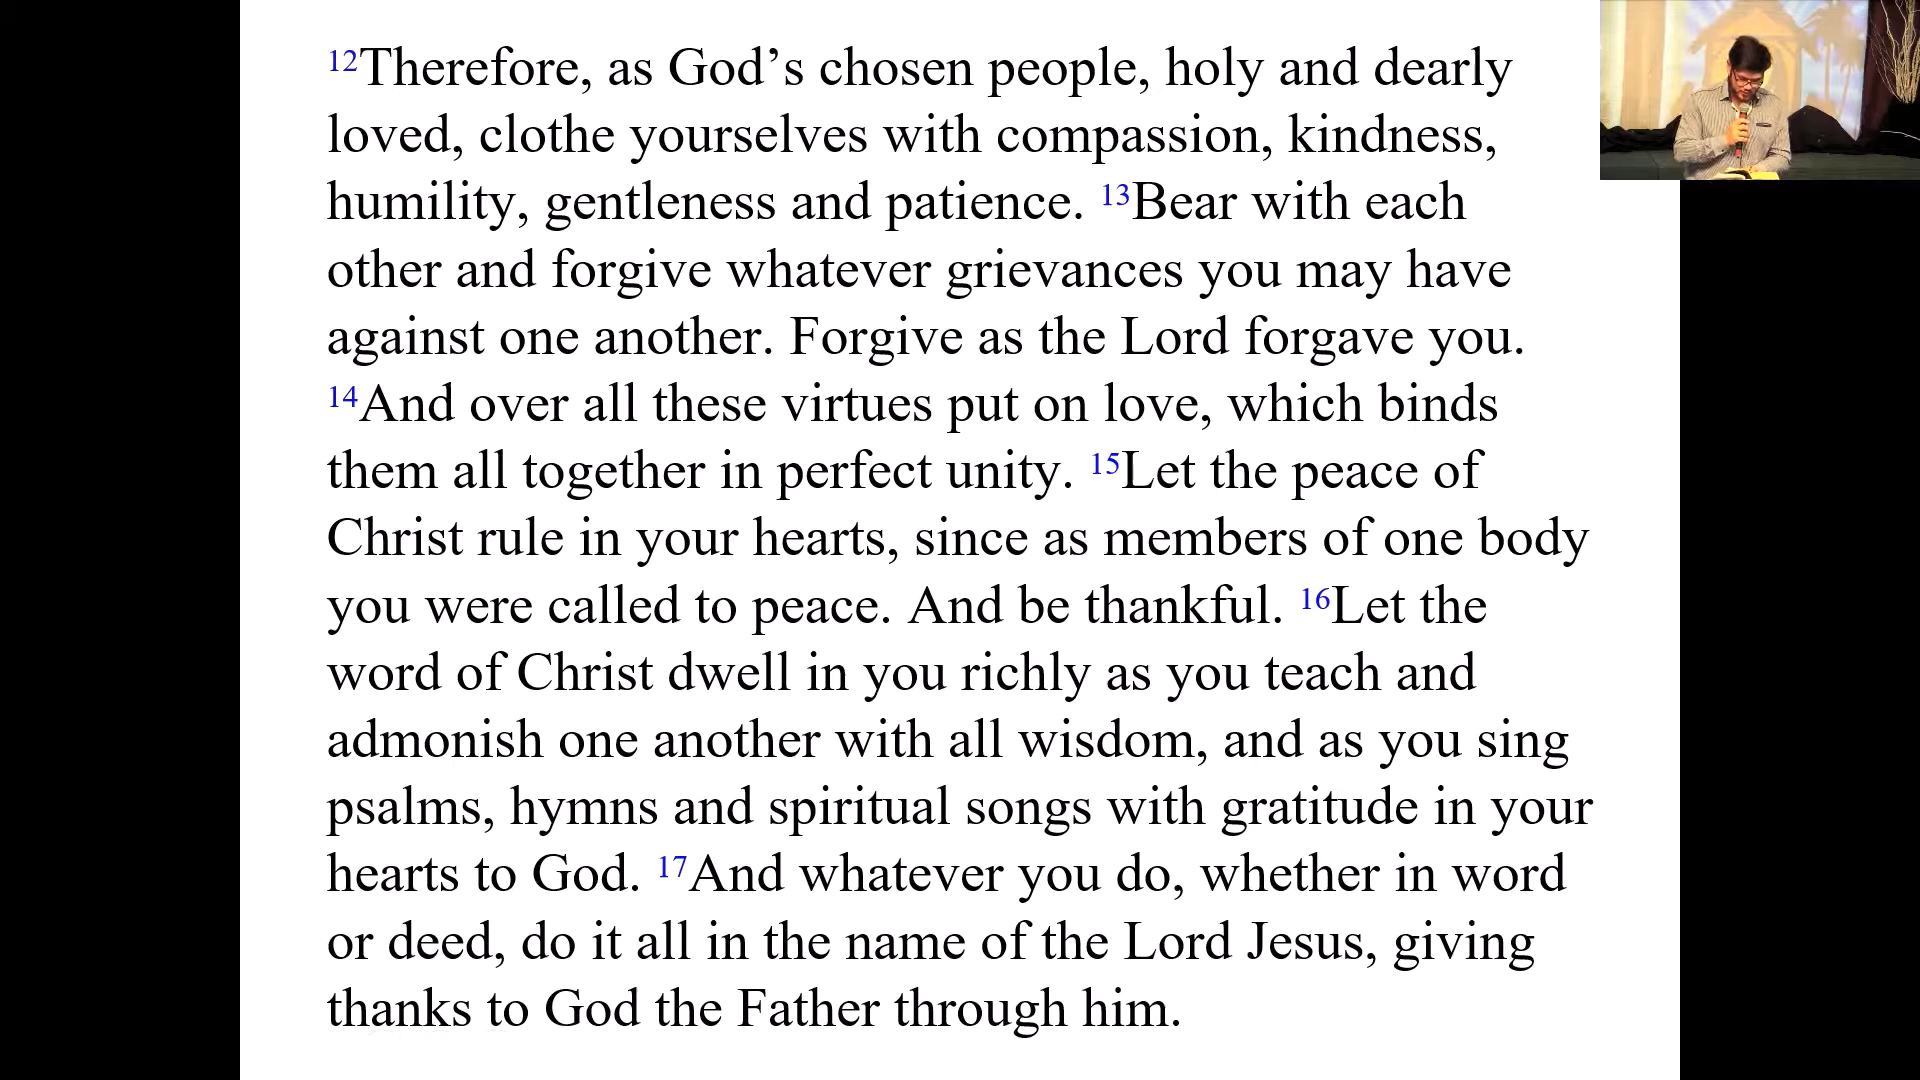 12Therefore, as God’s chosen people, holy and dearly
loved, clothe yourselves with compassion, kindness,
humility, gentleness and patience. 13Bear with each
other and forgive whatever grievances you may have
against one another. Forgive as the Lord forgave you.
14And over all these virtues put on love, which binds
them all together in perfect unity. 15Let the peace of
Christ rule in your hearts, since as members of one body
you were called to peace. And be thankful. 16Let the
word of Christ dwell in you richly as you teach and
admonish one another with all wisdom, and as you sing
psalms, hymns and spiritual songs with gratitude in your
hearts to God. 17And whatever you do, whether in word
or deed, do it all in the name of the Lord Jesus, giving
thanks to God the Father through him.